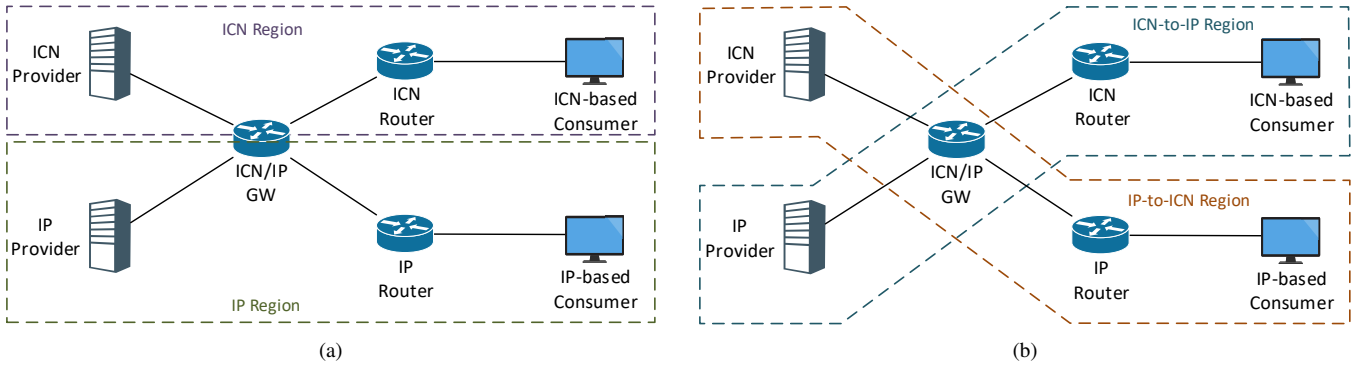 ICN Region
ICN
Provider
ICN
Router
ICN-based
Consumer
ICN/IP
GW
IP
Provider
IP
Router
IP-based
Consumer
IP Region
(a)
ICN-to-IP Region
ICN
Provider
ICN
Router
ICN-based
Consumer
ICN/IP
GW
IP-to-ICN Region
IP
Provider
IP
Router
IP-based
Consumer
(b)